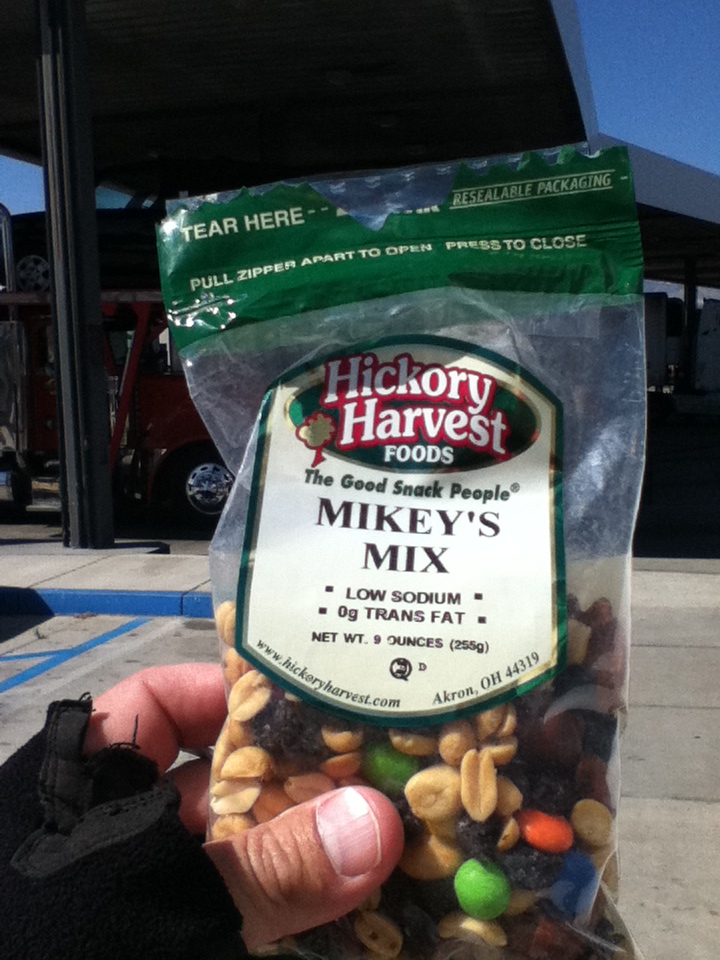 RESEALABLE PACKAGING
TEAR HERE
PULL ZIPPER APART TO OPEN PRESS TO CLOSE
Hickory
Harvest
FOODS
The Good Snack People®
MIKEY'S
MIX
▪ LOW SODIUM ▪
▪ 0g TRANS FAT ▪
NET WT. 9 OUNCES (255g)
D
www.hickoryharvest.com Akron, OH 44319